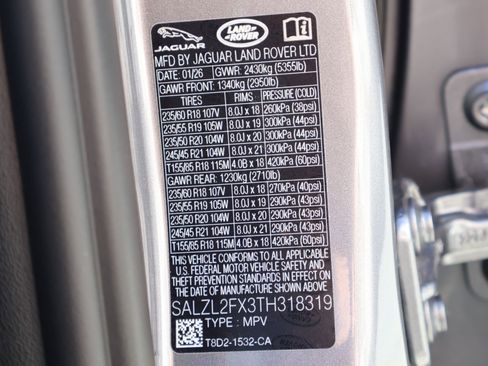 JAGUAR LAND ROVER
MFD BY JAGUAR LAND ROVER LTD
DATE: 01/26 GVWR: 2430kg (5355lb)
GAWR FRONT: 1340kg (2950lb)
TIRES RIMS PRESSURE (COLD)
235/60 R18 107V 8.0J x 18 260kPa (38psi)
235/55 R19 105W 8.0J x 19 300kPa (44psi)
235/50 R20 104W 8.0J x 20 300kPa (44psi)
245/45 R21 104W 8.0J x 21 300kPa (44psi)
T155/85 R18 115M 4.0B x 18 420kPa (60psi)
GAWR REAR: 1230kg (2710lb)
235/60 R18 107V 8.0J x 18 270kPa (40psi)
235/55 R19 105W 8.0J x 19 290kPa (43psi)
235/50 R20 104W 8.0J x 20 290kPa (43psi)
245/45 R21 104W 8.0J x 21 290kPa (43psi)
T155/85 R18 115M 4.0B x 18 420kPa (60psi)
THIS VEHICLE CONFORMS TO ALL APPLICABLE
U.S. FEDERAL MOTOR VEHICLE SAFETY
BUMPER AND THEFT PREVENTION STANDARDS
IN EFFECT ON THE DATE OF
MANUFACTURE SHOWN ABOVE
SALZL2FX3TH318319
TYPE : MPV
T8D2-1532-CA